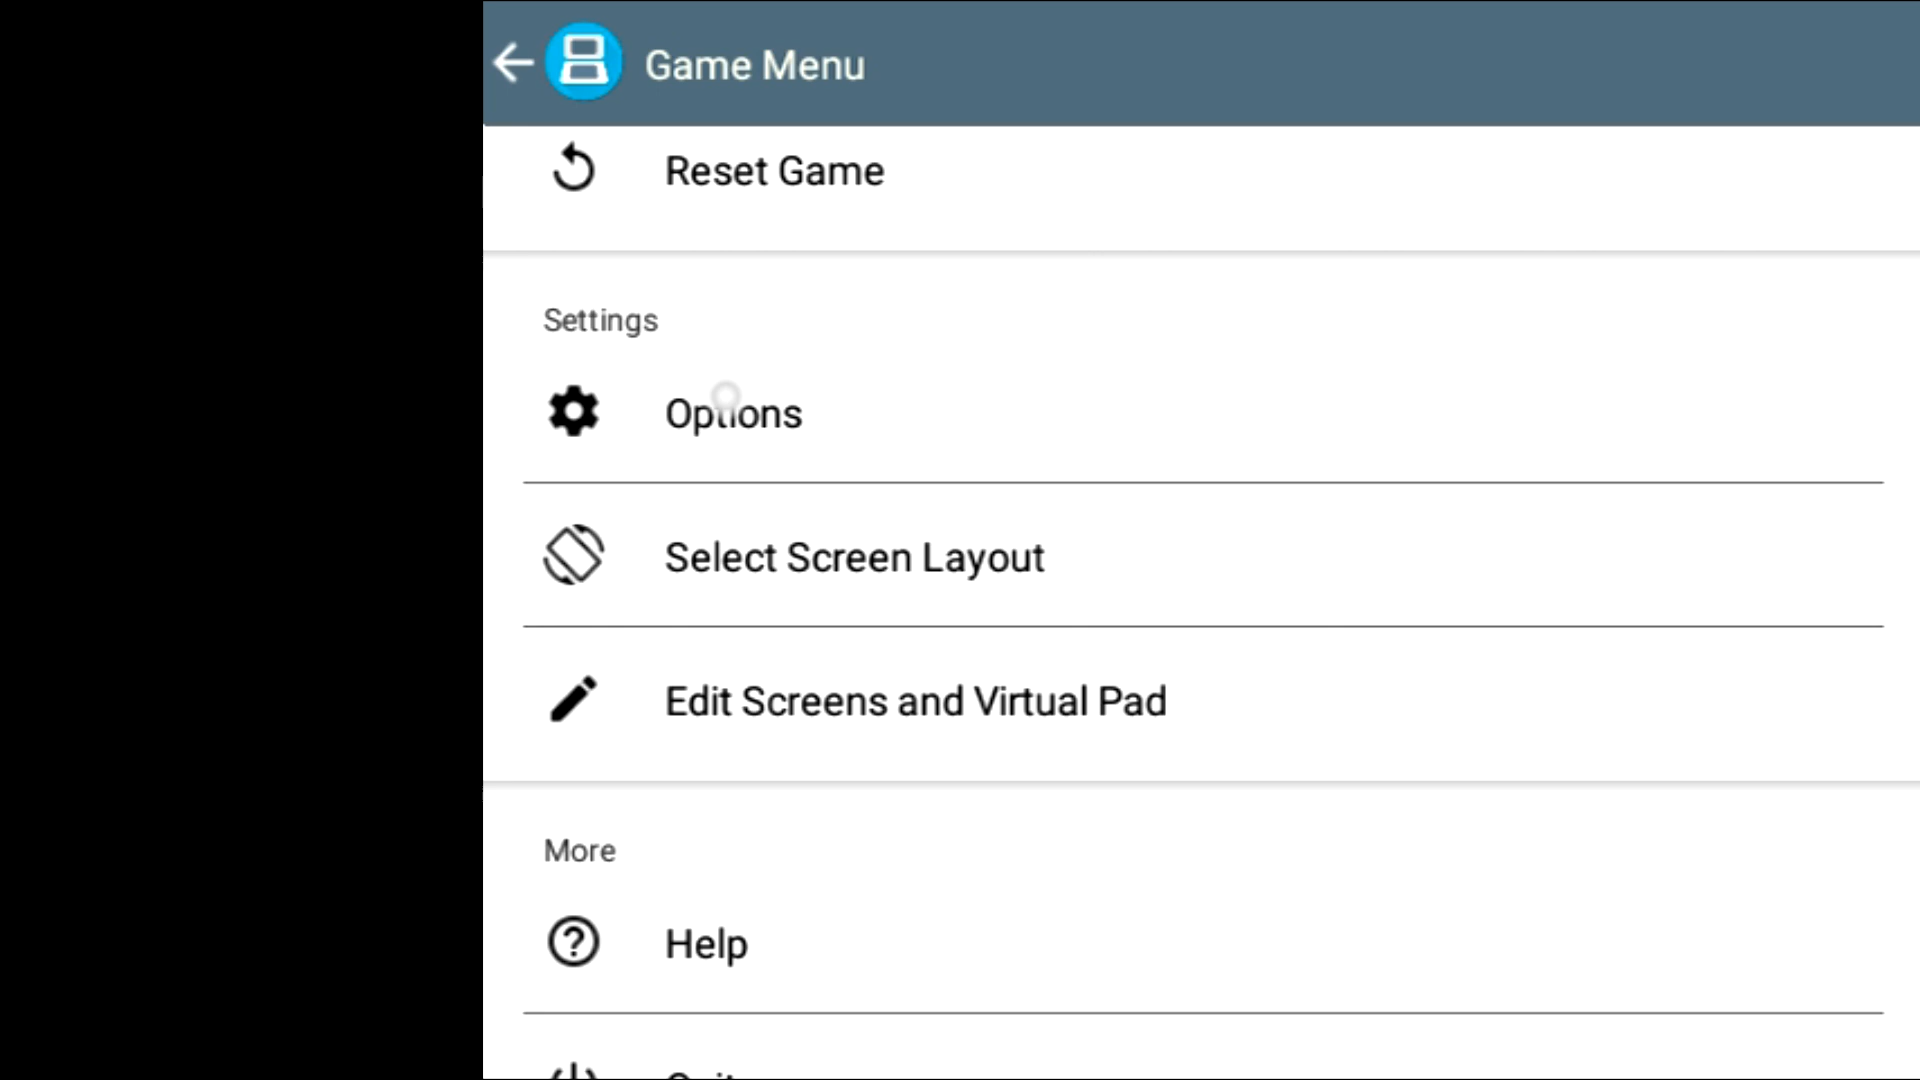 Game Menu
Reset Game
Settings
Options
Select Screen Layout
Edit Screens and Virtual Pad
More
Help